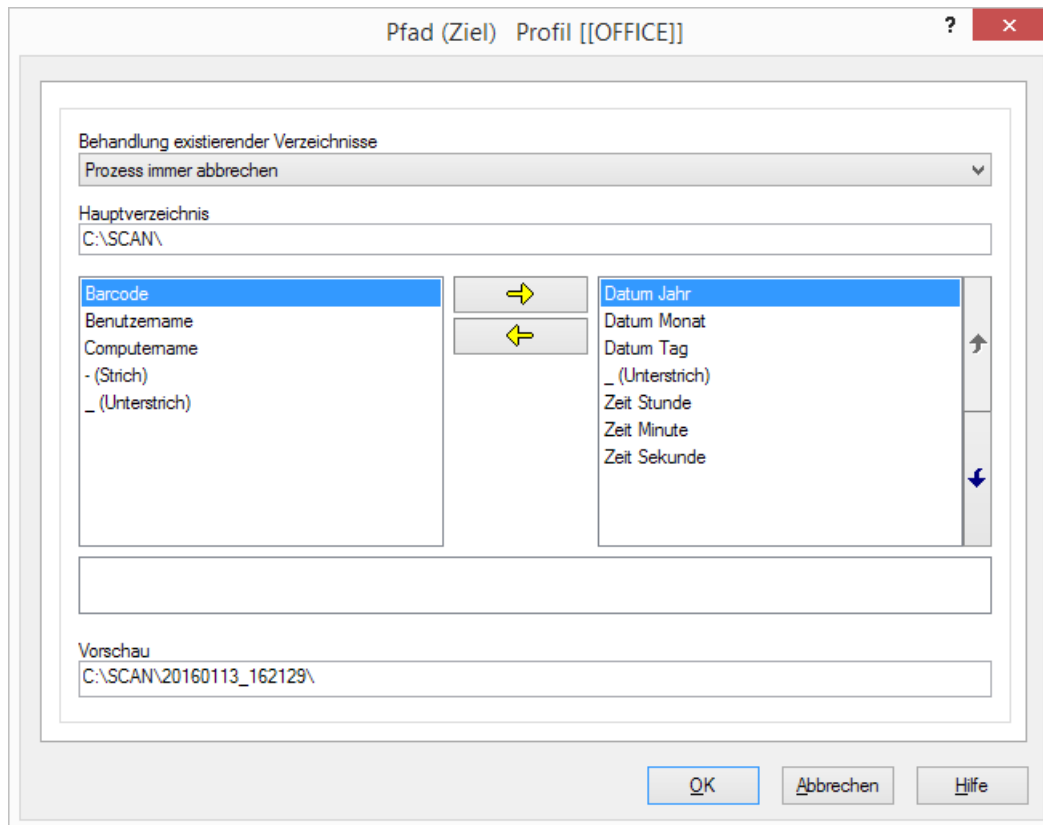 Pfad (Ziel) Profil [[OFFICE]]
?
Behandlung existierender Verzeichnisse
Prozess immer abbrechen
Hauptverzeichnis
C:\SCAN\
Barcode
Benutzername
Computername
- (Strich)
_ (Unterstrich)
Datum Jahr
Datum Monat
Datum Tag
_ (Unterstrich)
Zeit Stunde
Zeit Minute
Zeit Sekunde
Vorschau
C:\SCAN\20160113_162129\
OK
Abbrechen
Hilfe